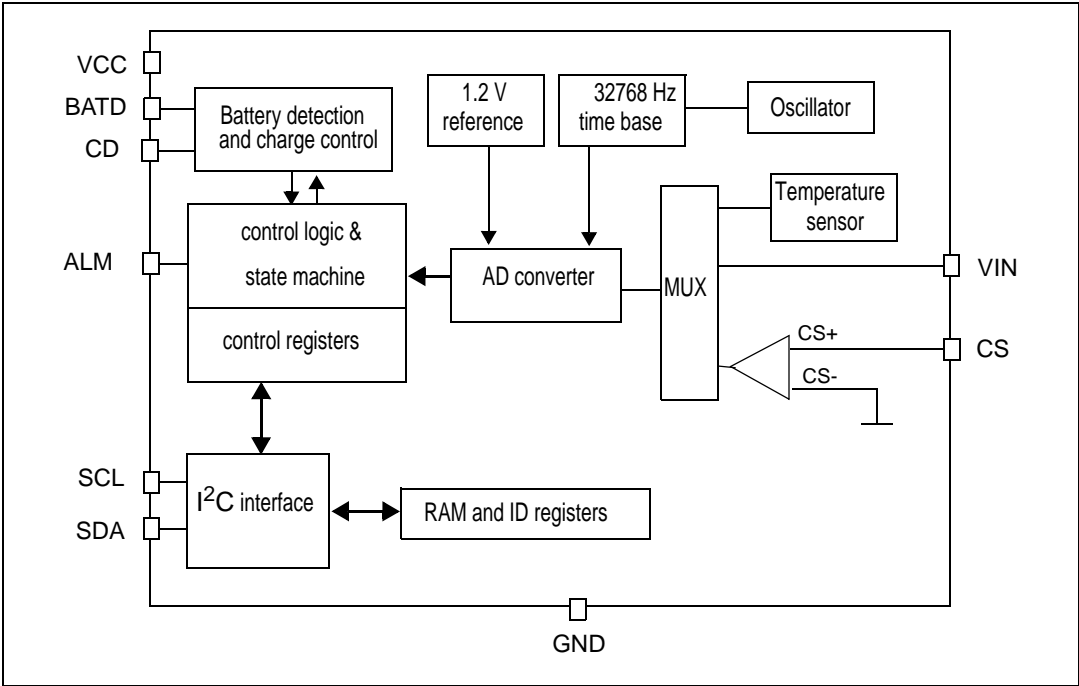 VCC
BATD
CD
Battery detection
and charge control
1.2 V
reference
32768 Hz
time base
Oscillator
Temperature
sensor
ALM
control logic &
state machine
control registers
AD converter
MUX
VIN
CS+
CS-
CS
SCL
SDA
I²C interface
RAM and ID registers
GND